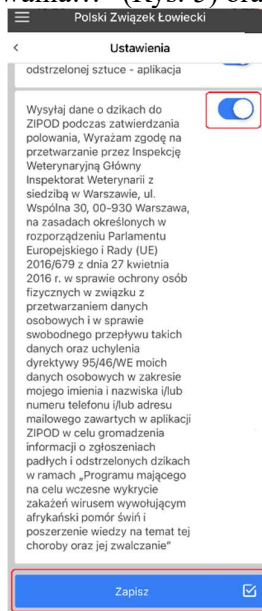 (Rys. 3)
Polski Związek Łowiecki
Ustawienia
odstrzelonej sztuce - aplikacja
Wysyłaj dane o dzikach do
ZIPOD podczas zatwierdzania
polowania, Wyrażam zgodę na
przetwarzanie przez Inspekcję
Weterynaryjną Główny
Inspektorat Weterynarii z
siedzibą w Warszawie, ul.
Wspólna 30, 00-930 Warszawa,
na zasadach określonych w
rozporządzeniu Parlamentu
Europejskiego i Rady (UE)
2016/679 z dnia 27 kwietnia
2016 r. w sprawie ochrony osób
fizycznych w związku z
przetwarzaniem danych
osobowych i w sprawie
swobodnego przepływu takich
danych oraz uchylenia
dyrektywy 95/46/WE moich
danych osobowych w zakresie
mojego imienia i nazwiska i/lub
numeru telefonu i/lub adresu
mailowego zawartych w aplikacji
ZIPOD w celu gromadzenia
informacji o zgłoszeniach
padłych i odstrzelonych dzikach
w ramach „Programu mającego
na celu wczesne wykrycie
zakażeń wirusem wywołującym
afrykański pomór świń i
poszerzenie wiedzy na temat tej
choroby oraz jej zwalczanie"
Zapisz